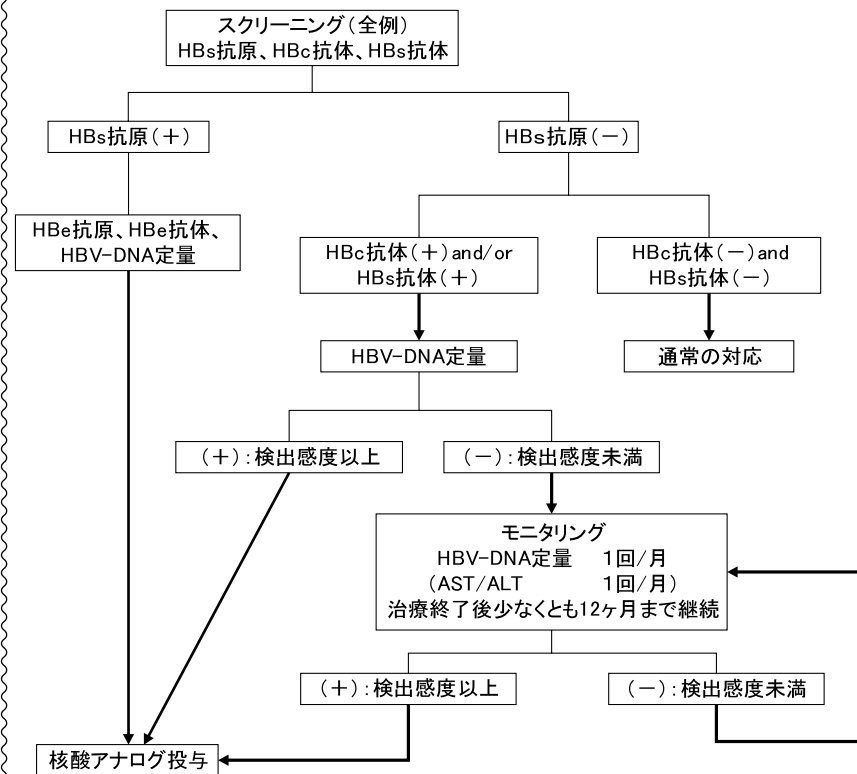 スクリーニング(全例)
HBs抗原、HBc抗体、HBs抗体
HBs抗原(+)
HBs抗原(-)
HBe抗原、HBe抗体、
HBV-DNA定量
HBc抗体(+)and/or
HBs抗体(+)
HBc抗体(-)and
HBs抗体(-)
HBV-DNA定量
通常の対応
(+):検出感度以上
(-):検出感度未満
モニタリング
HBV-DNA定量 1回/月
(AST/ALT 1回/月)
治療終了後少なくとも12ヶ月まで継続
(+):検出感度以上
(-):検出感度未満
核酸アナログ投与